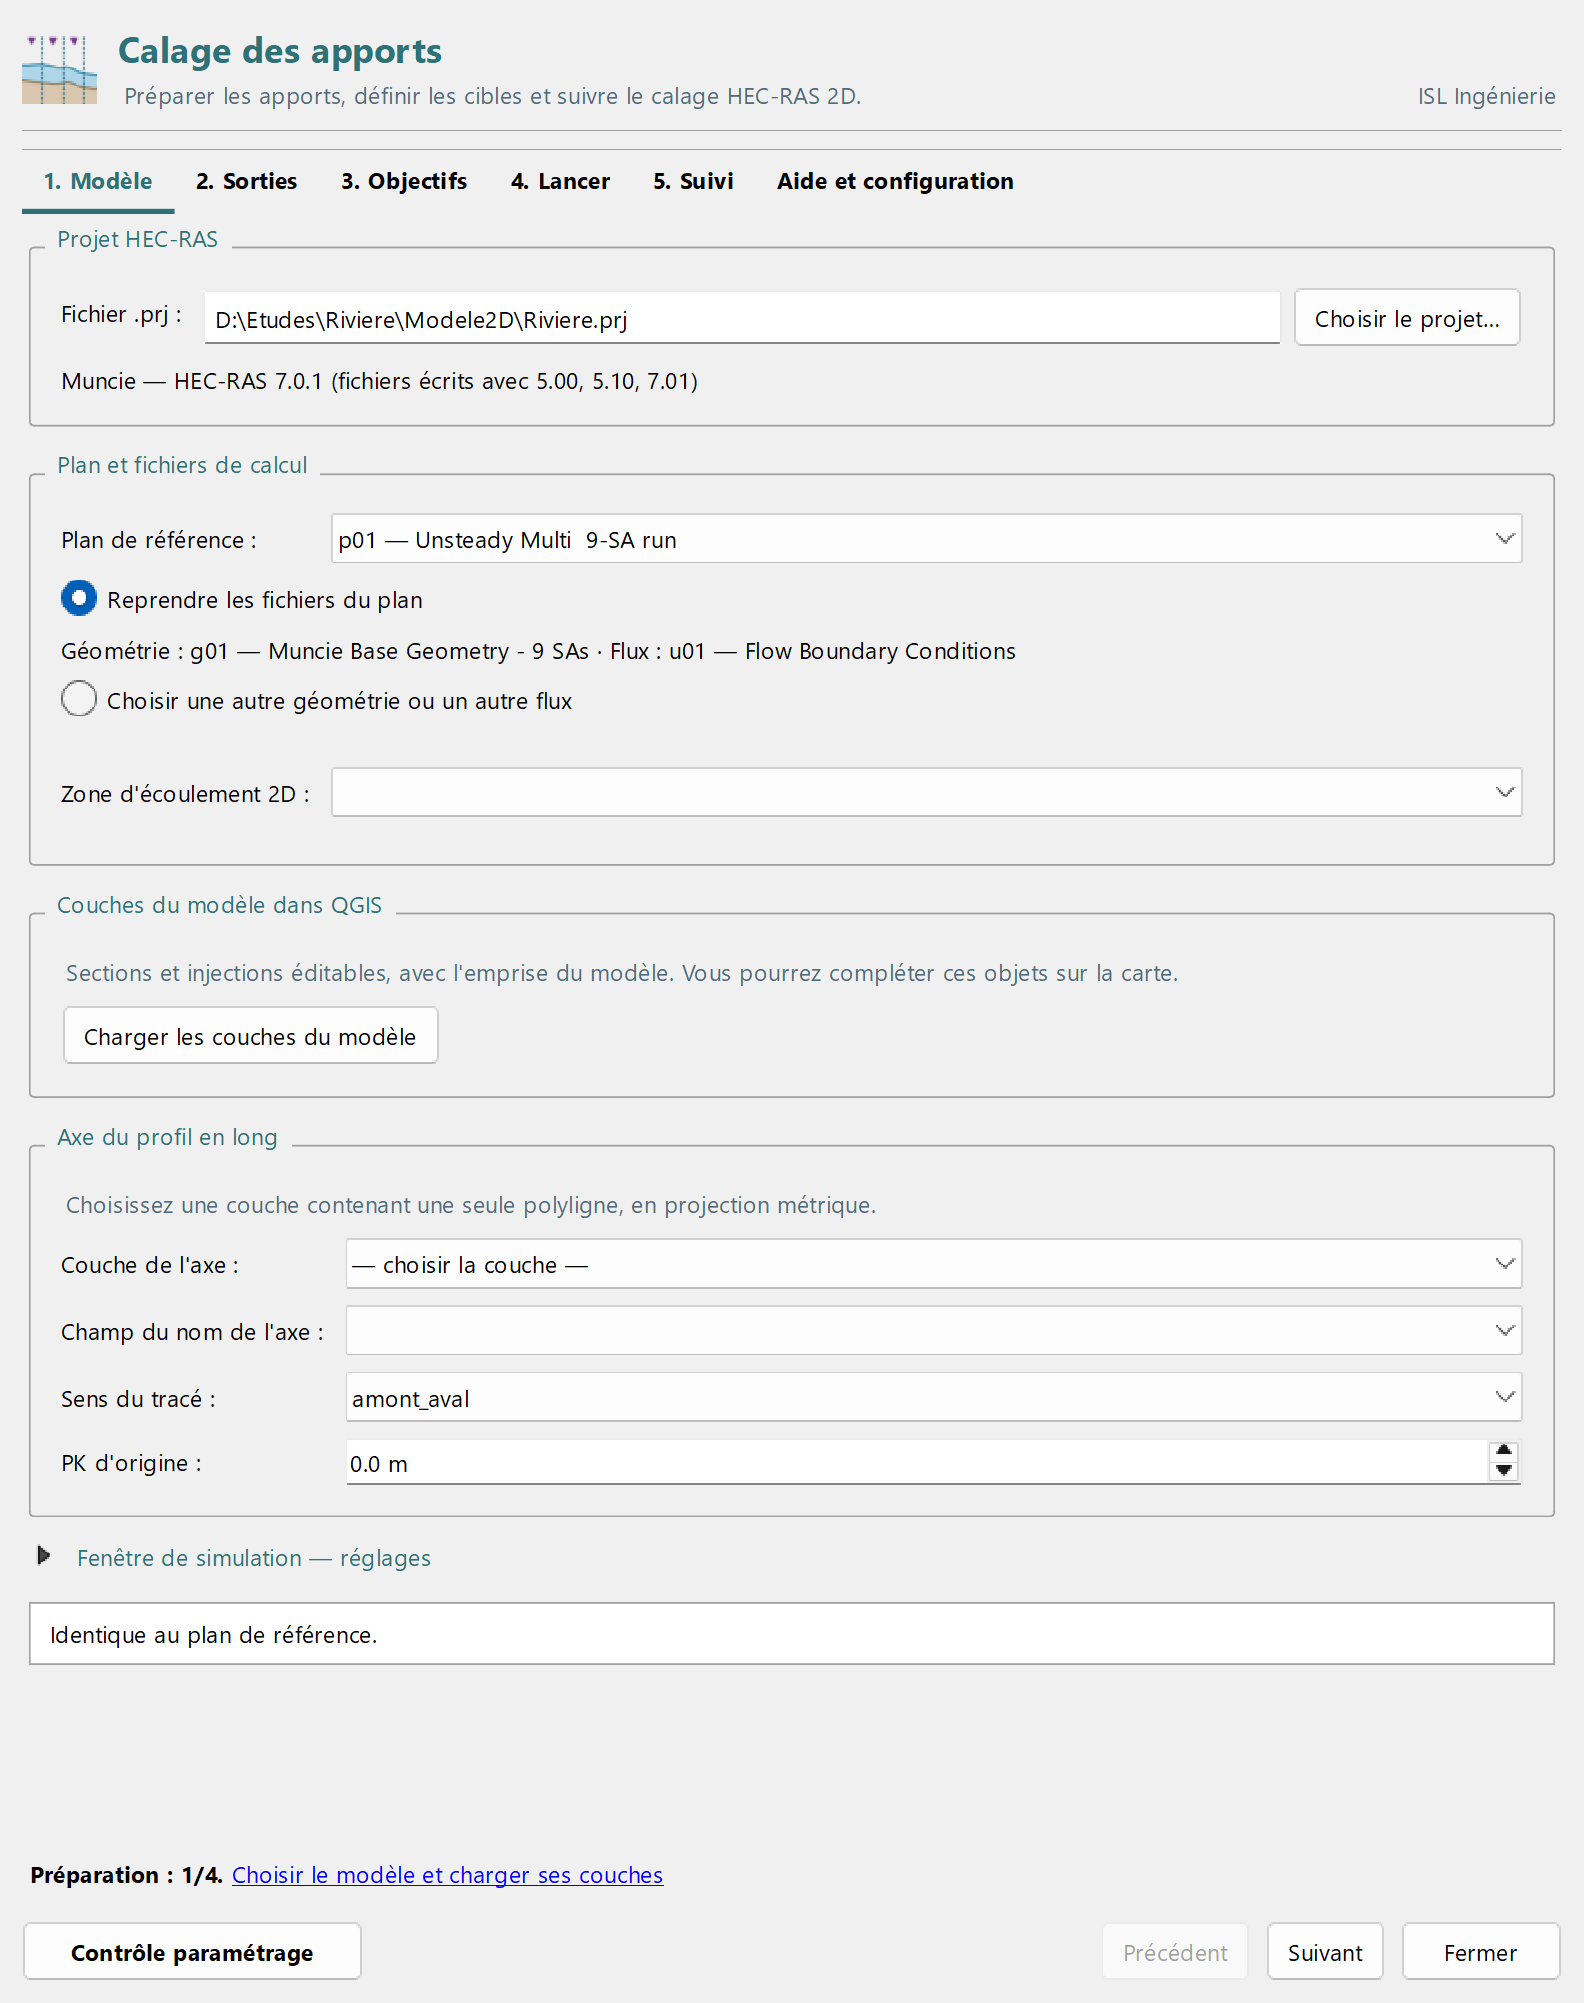 Calage des apports
Préparer les apports, définir les cibles et suivre le calage HEC-RAS 2D.
ISL Ingénierie
1. Modèle
2. Sorties
3. Objectifs
4. Lancer
5. Suivi
Aide et configuration
Projet HEC-RAS
Fichier .prj :
D:\Etudes\Riviere\Modele2D\Riviere.prj
Choisir le projet...
Muncie — HEC-RAS 7.0.1 (fichiers écrits avec 5.00, 5.10, 7.01)
Plan et fichiers de calcul
Plan de référence :
p01 — Unsteady Multi  9-SA run
Reprendre les fichiers du plan
Géométrie : g01 — Muncie Base Geometry - 9 SAs · Flux : u01 — Flow Boundary Conditions
Choisir une autre géométrie ou un autre flux
Zone d'écoulement 2D :
Couches du modèle dans QGIS
Sections et injections éditables, avec l'emprise du modèle. Vous pourrez compléter ces objets sur la carte.
Charger les couches du modèle
Axe du profil en long
Choisissez une couche contenant une seule polyligne, en projection métrique.
Couche de l'axe :
— choisir la couche —
Champ du nom de l'axe :
Sens du tracé :
amont_aval
PK d'origine :
0.0 m
Fenêtre de simulation — réglages
Identique au plan de référence.
Préparation : 1/4. Choisir le modèle et charger ses couches
Contrôle paramétrage
Précédent
Suivant
Fermer